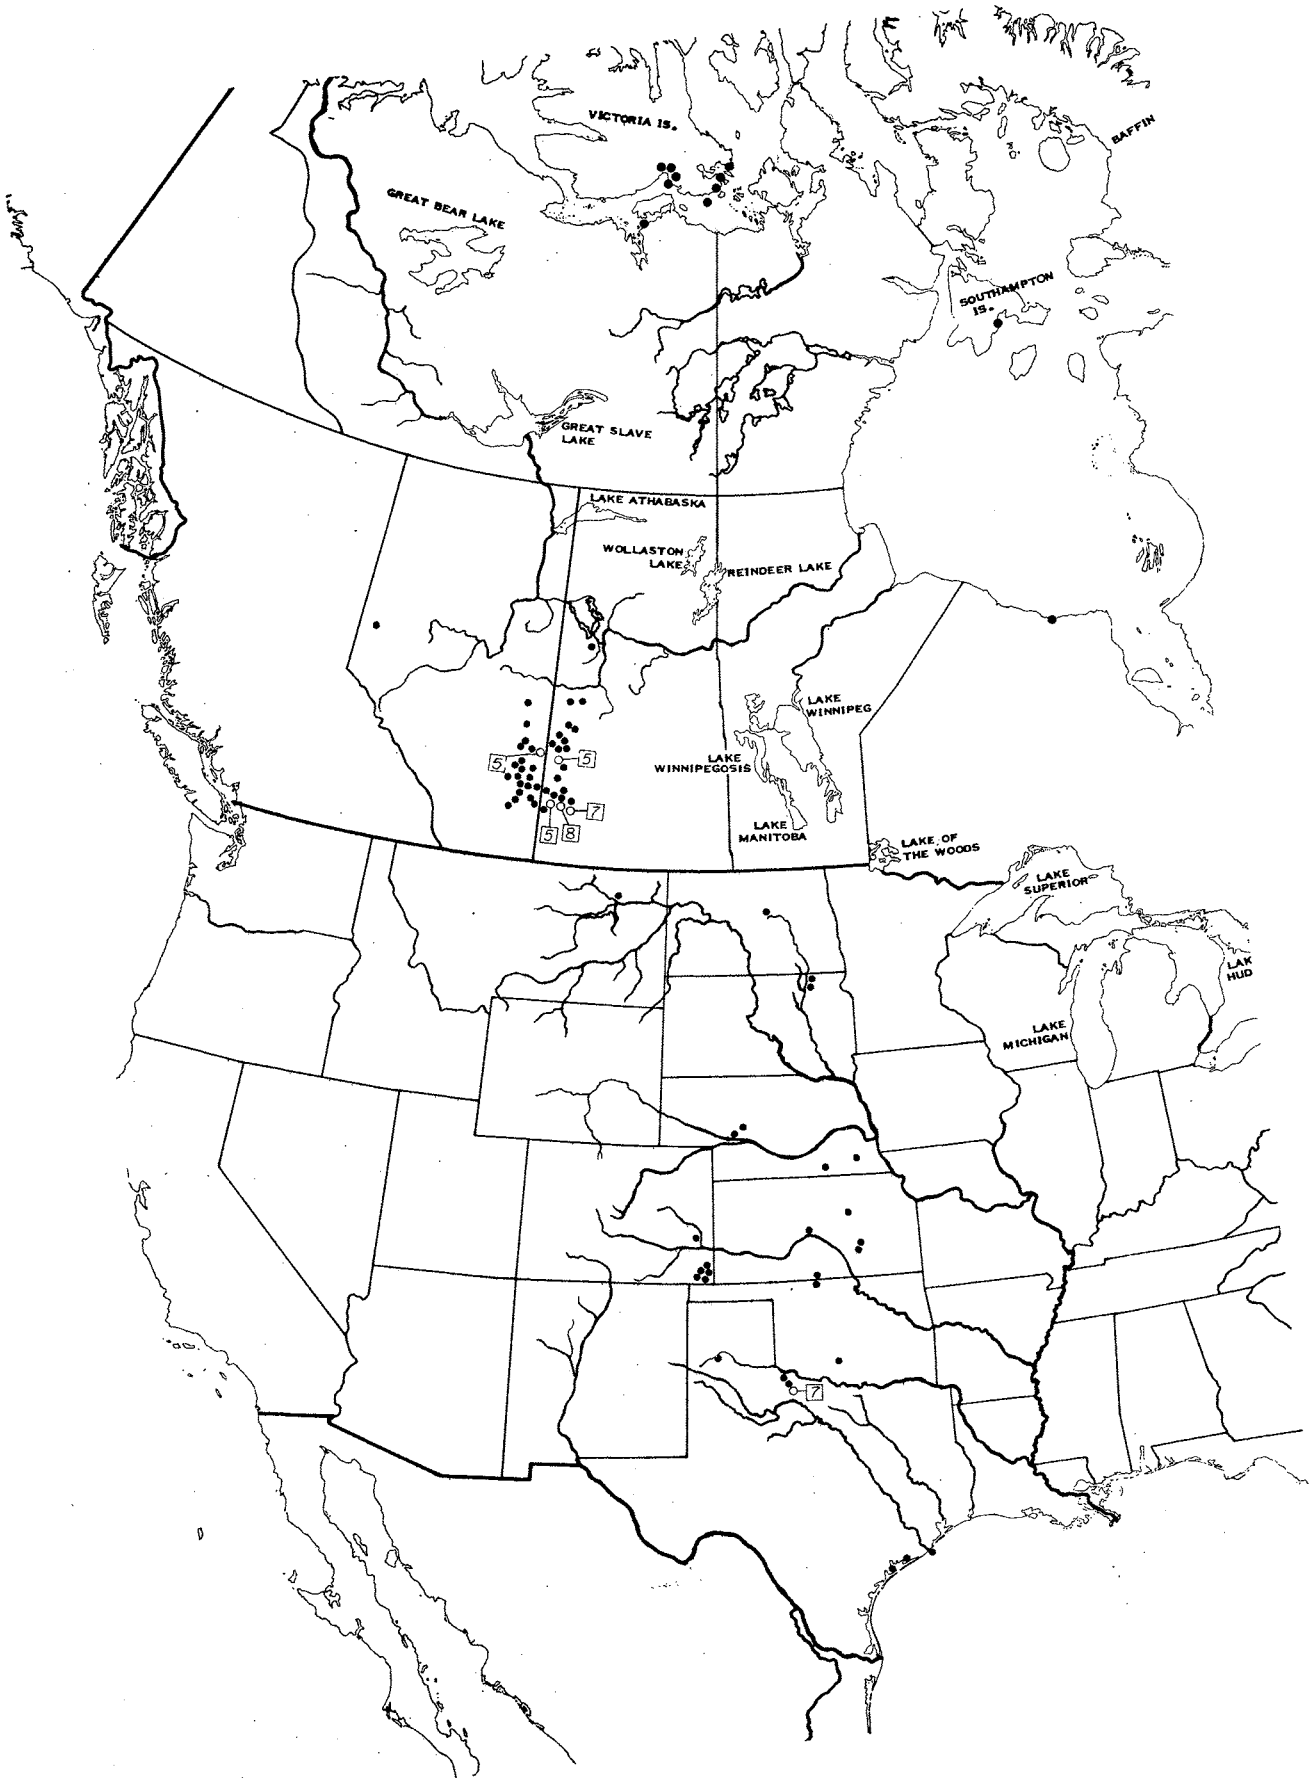 VICTORIA IS.
BAFFIN
GREAT BEAR LAKE
SOUTHAMPTON
IS.
GREAT SLAVE
LAKE
LAKE ATHABASKA
WOLLASTON
LAKE
REINDEER LAKE
LAKE
WINNIPEG
5
5
LAKE
WINNIPEGOSIS
7
5
8
LAKE
MANITOBA
LAKE OF
THE WOODS
LAKE
SUPERIOR
LAK
HUD
LAKE
MICHIGAN
7